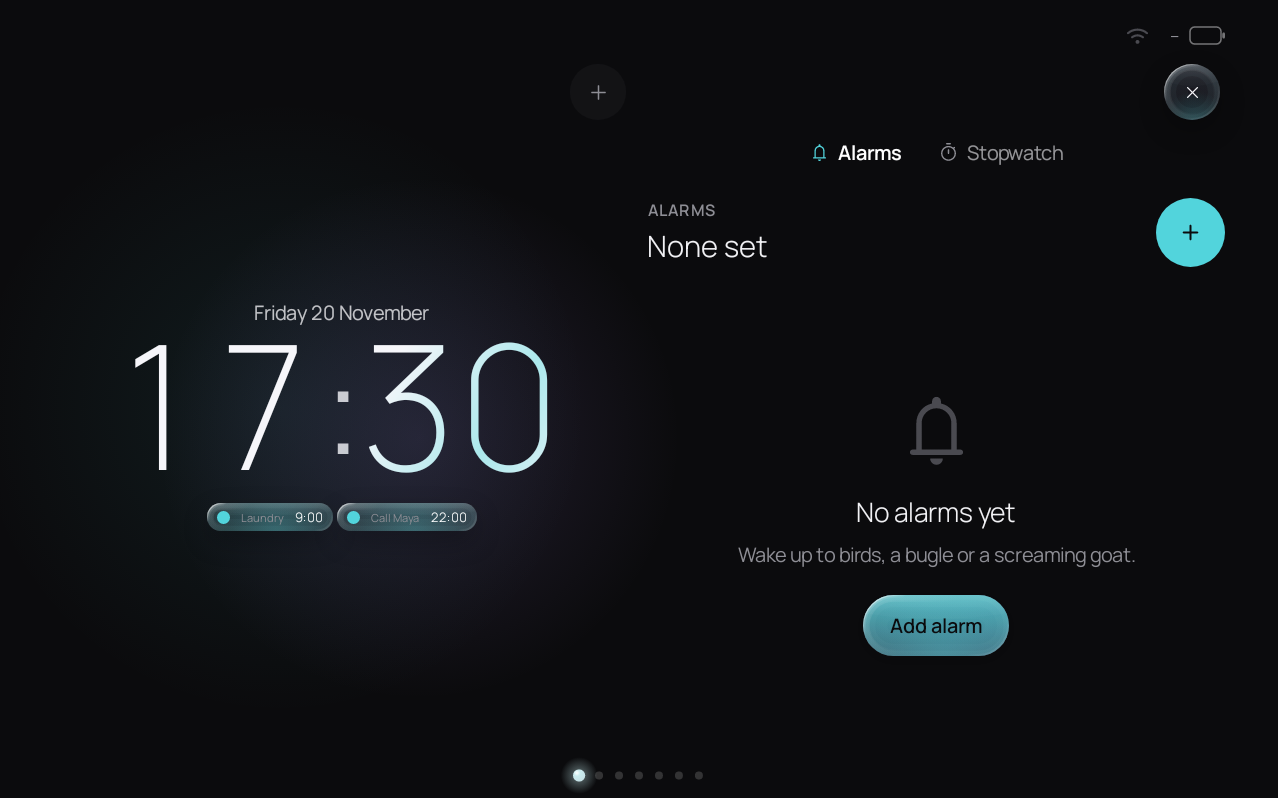 –
Alarms
Stopwatch
ALARMS
None set
Friday 20 November
17:30
Laundry 9:00
Call Maya 22:00
No alarms yet
Wake up to birds, a bugle or a screaming goat.
Add alarm